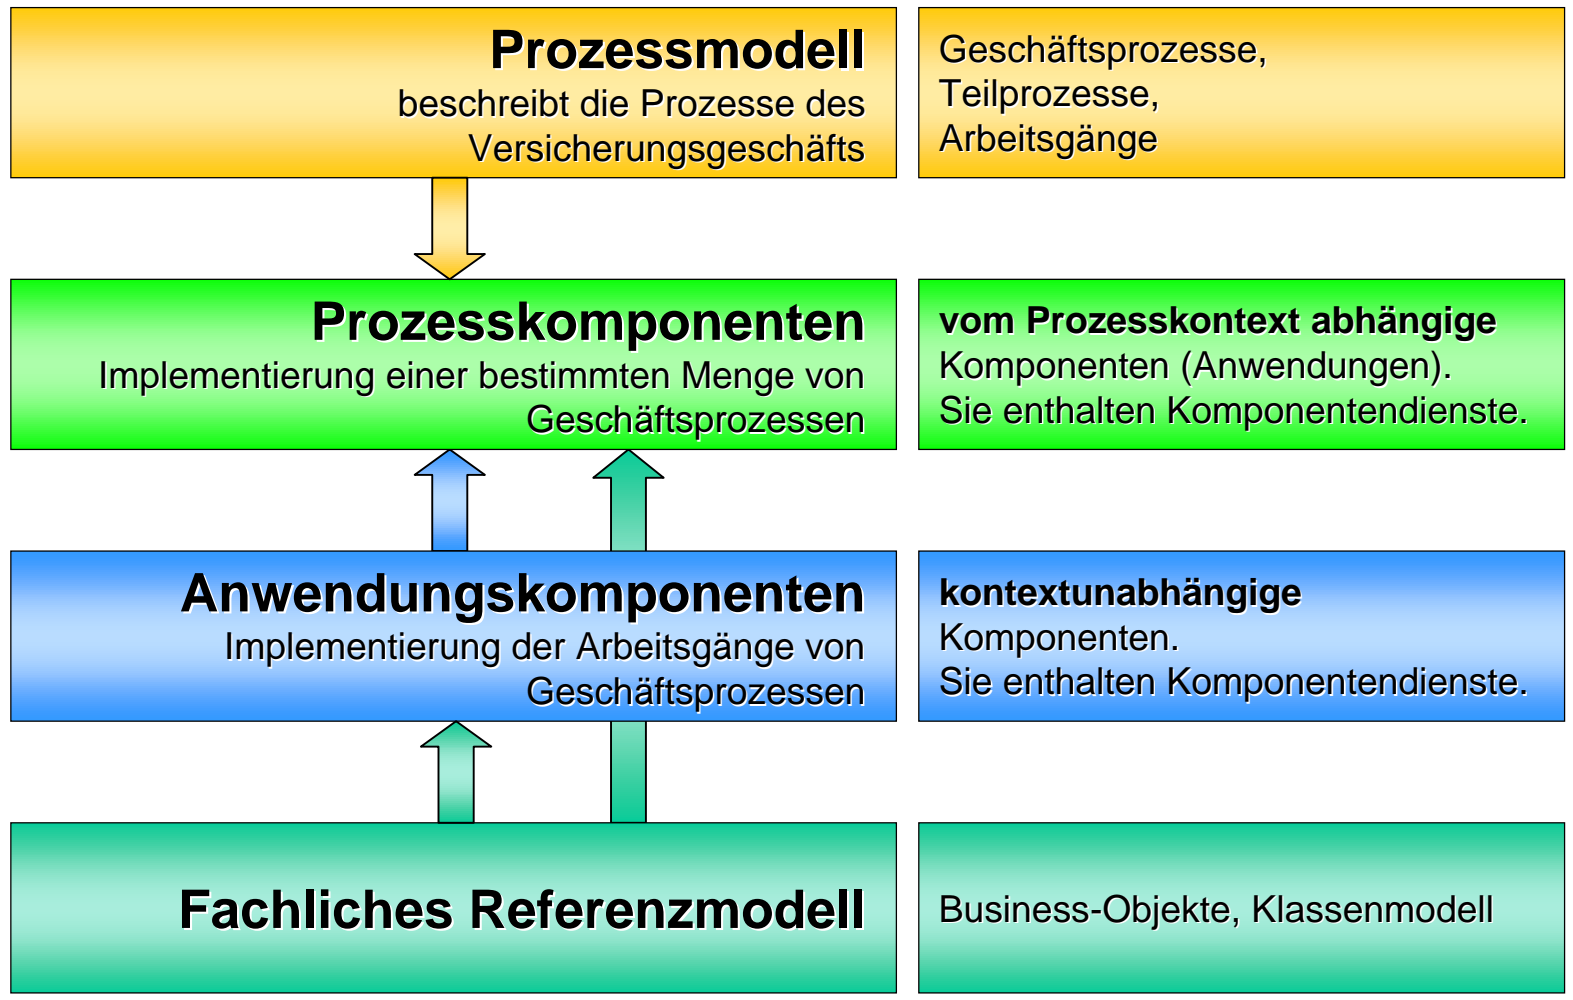 Prozessmodell
beschreibt die Prozesse des
Versicherungsgeschäfts
Geschäftsprozesse,
Teilprozesse,
Arbeitsgänge
Prozesskomponenten
Implementierung einer bestimmten Menge von
Geschäftsprozessen
vom Prozesskontext abhängige
Komponenten (Anwendungen).
Sie enthalten Komponentendienste.
Anwendungskomponenten
Implementierung der Arbeitsgänge von
Geschäftsprozessen
kontextunabhängige
Komponenten.
Sie enthalten Komponentendienste.
Fachliches Referenzmodell
Business-Objekte, Klassenmodell